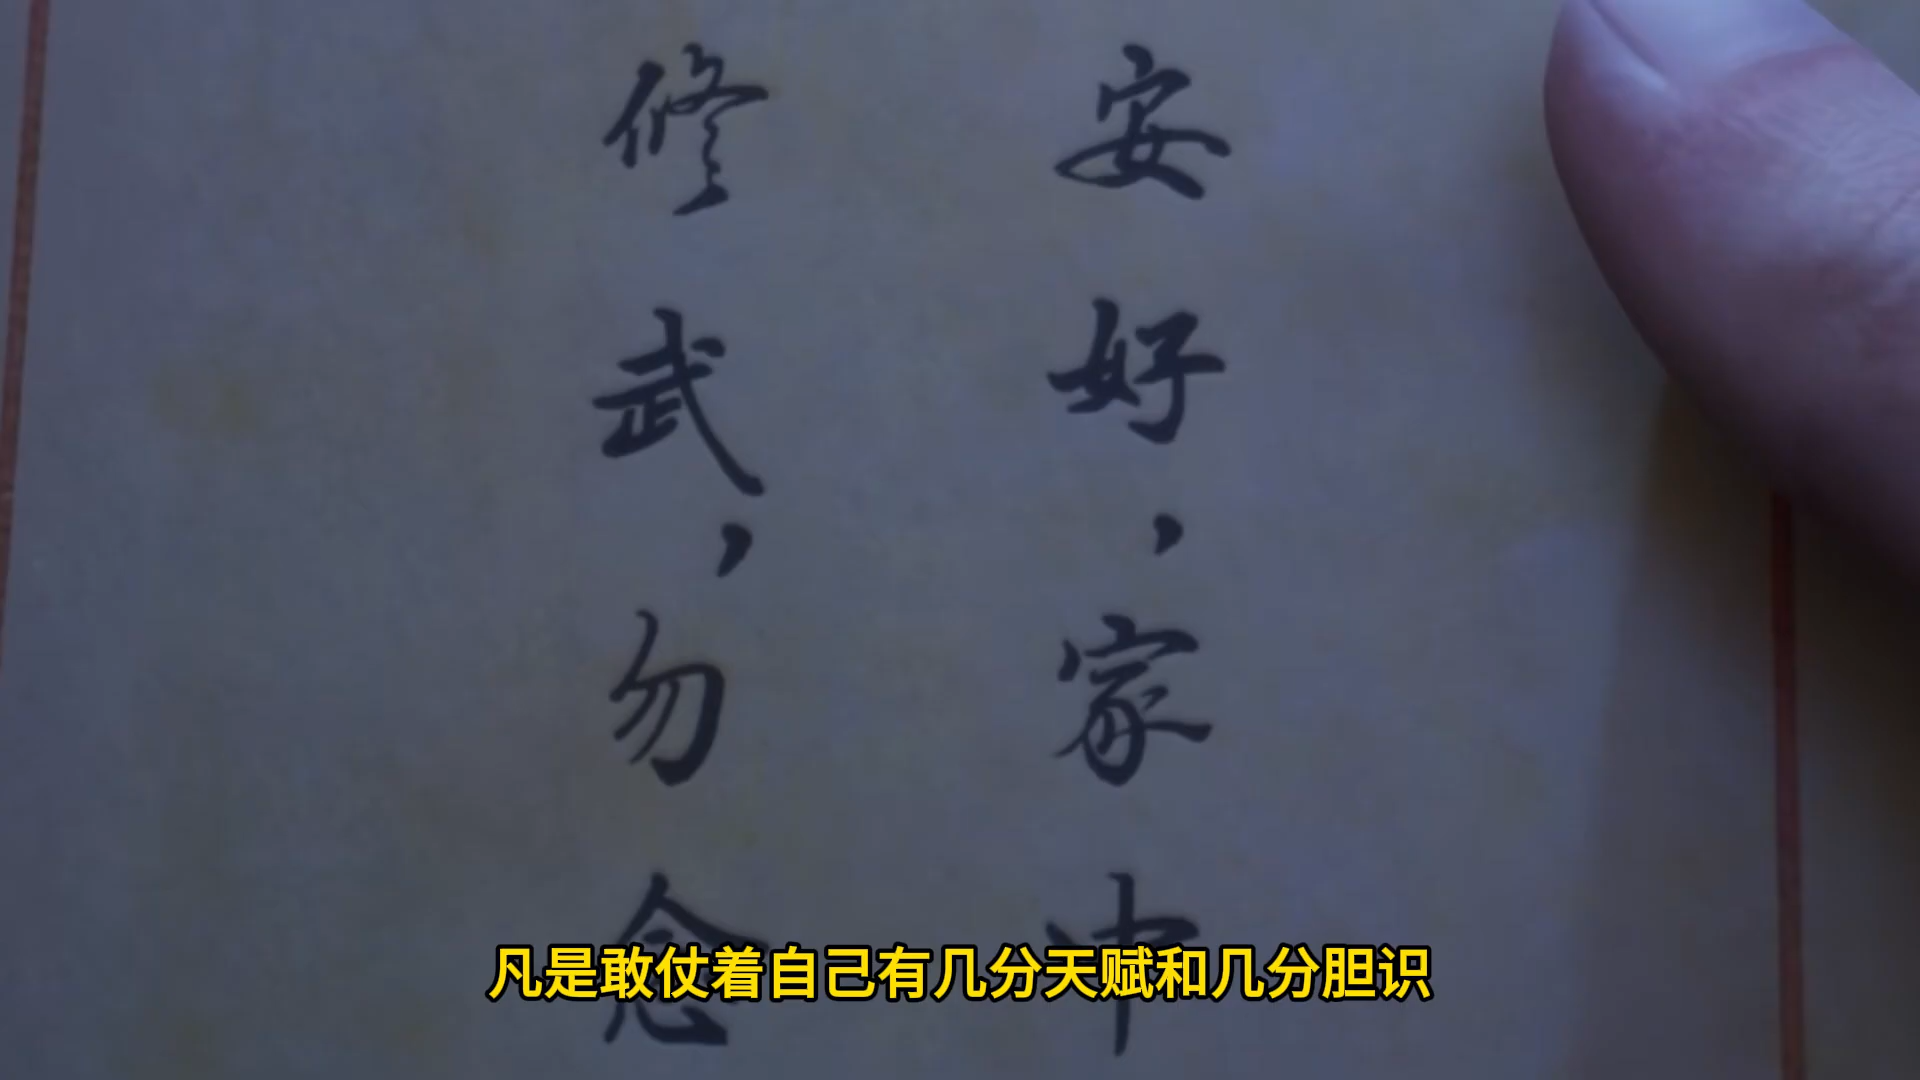 安好，家中
修武，勿念
凡是敢仗着自己有几分天赋和几分胆识